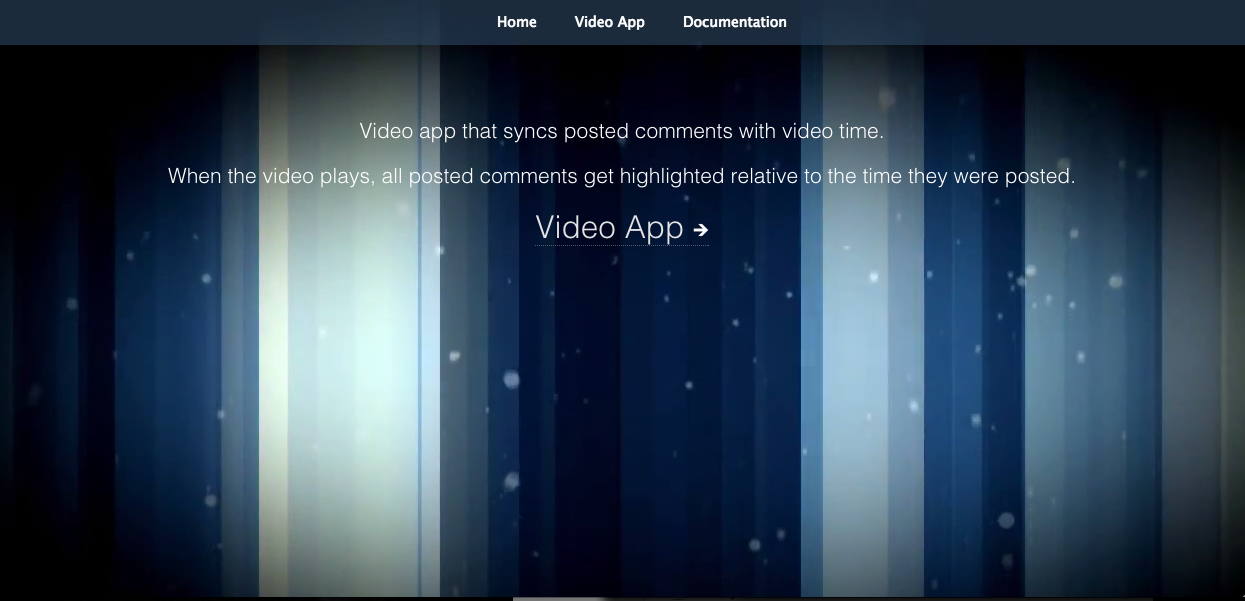 Home Video App Documentation
Video app that syncs posted comments with video time.
When the video plays, all posted comments get highlighted relative to the time they were posted.
Video App →